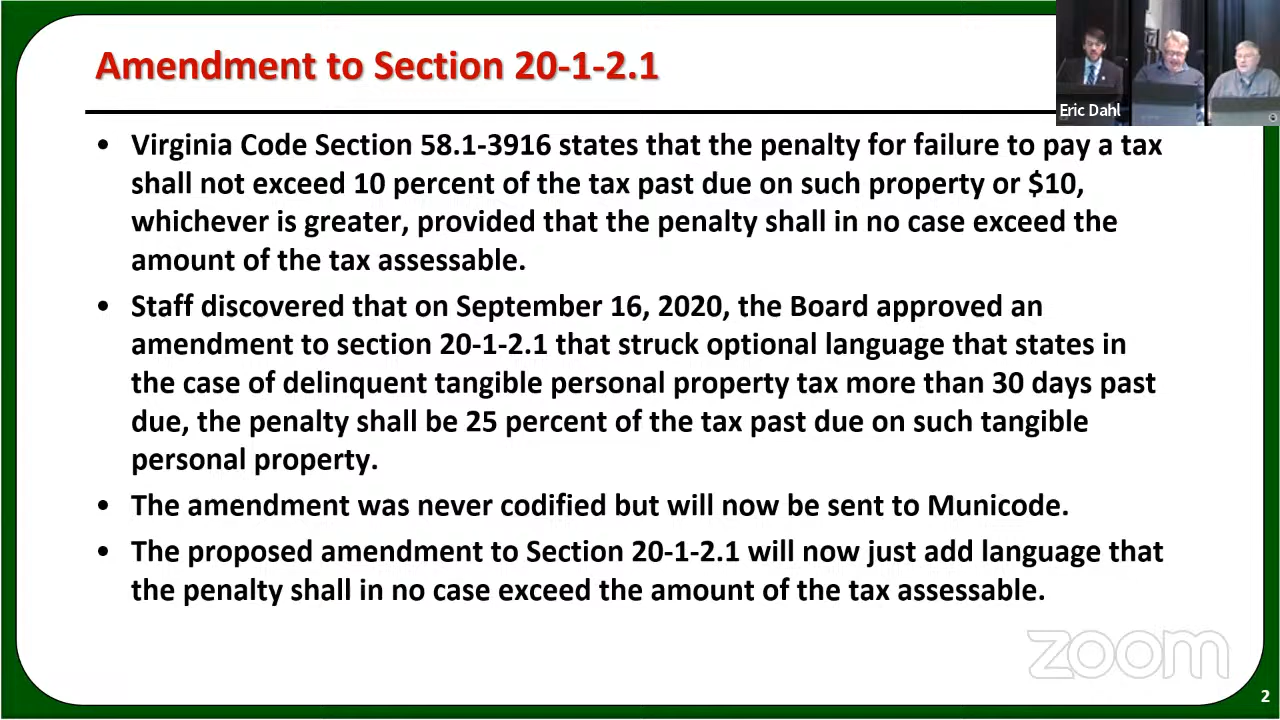 Amendment to Section 20-1-2.1
Eric Dahl
• Virginia Code Section 58.1-3916 states that the penalty for failure to pay a tax
shall not exceed 10 percent of the tax past due on such property or $10,
whichever is greater, provided that the penalty shall in no case exceed the
amount of the tax assessable.
• Staff discovered that on September 16, 2020, the Board approved an
amendment to section 20-1-2.1 that struck optional language that states in
the case of delinquent tangible personal property tax more than 30 days past
due, the penalty shall be 25 percent of the tax past due on such tangible
personal property.
• The amendment was never codified but will now be sent to Municode.
• The proposed amendment to Section 20-1-2.1 will now just add language that
the penalty shall in no case exceed the amount of the tax assessable.
zoom
2